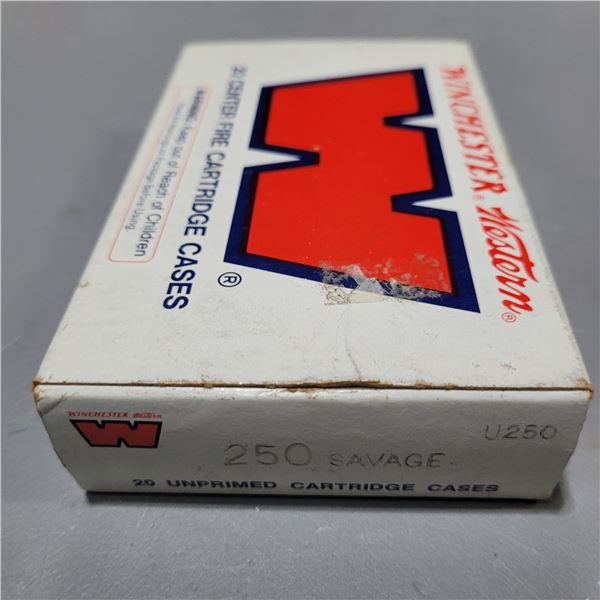 WINCHESTER® Western®
®
20 CENTER FIRE CARTRIDGE CASES
WARNING: Keep out of Reach of Children
WINCHESTER Western
250 SAVAGE
U250
20 UNPRIMED CARTRIDGE CASES